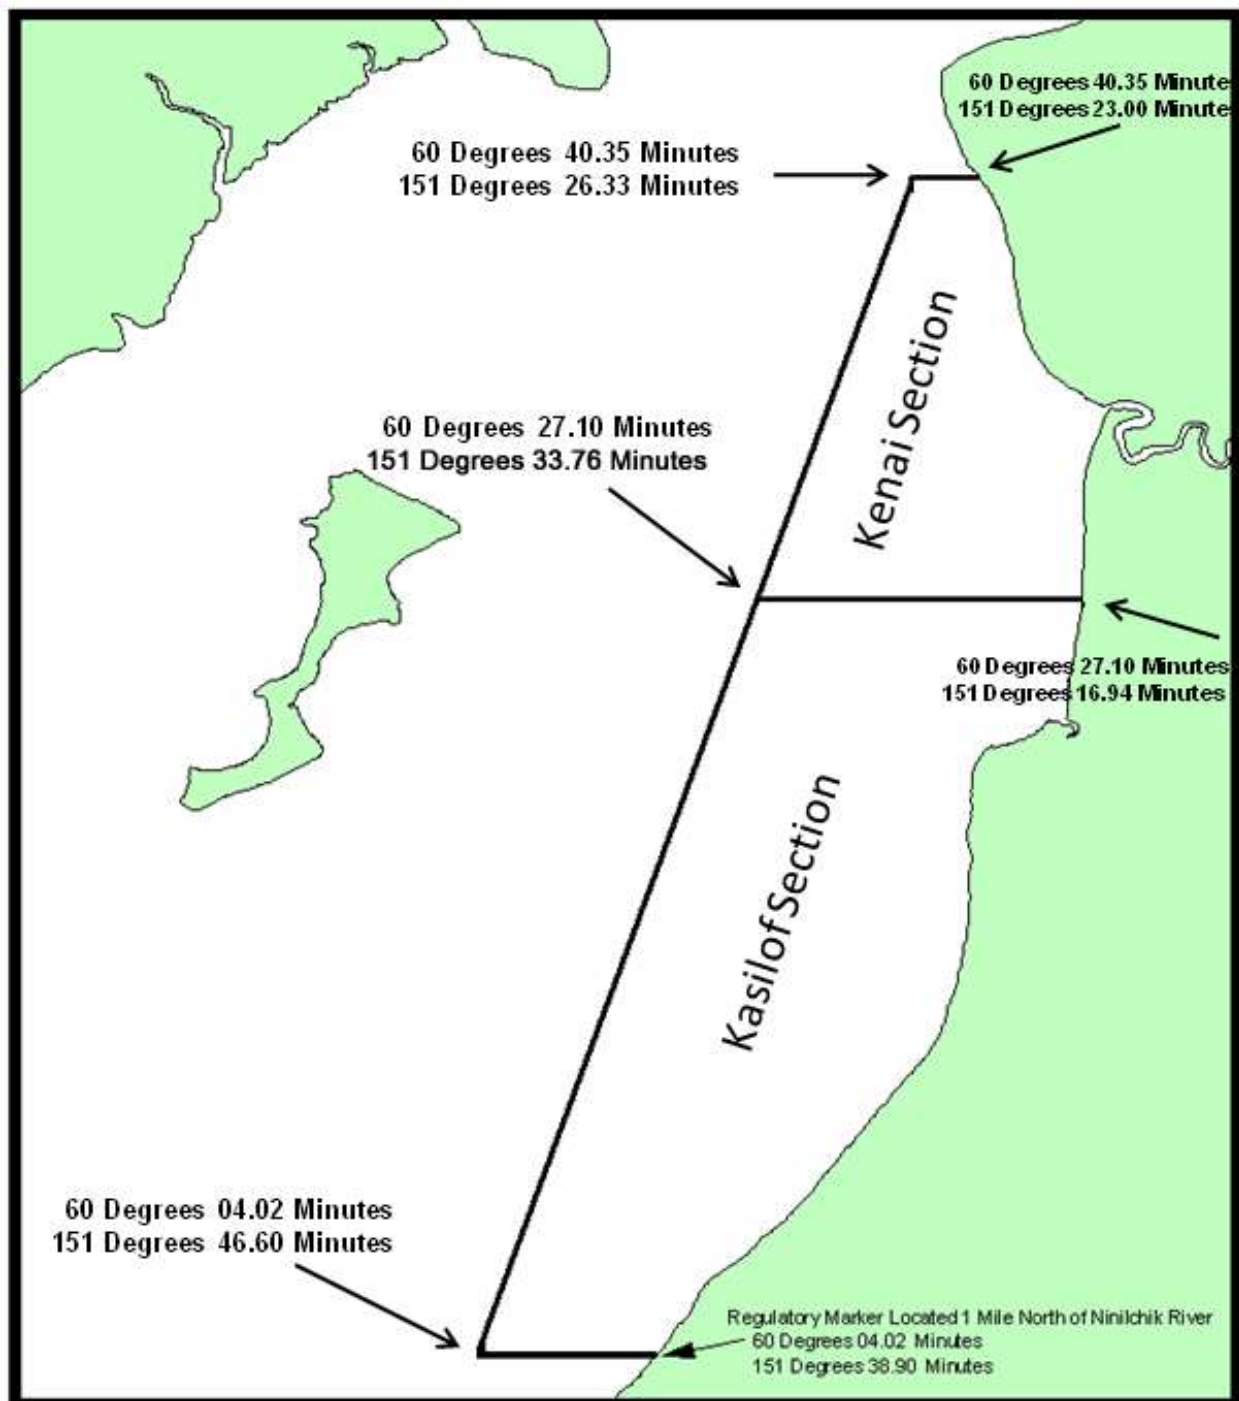 60 Degrees 40.35 Minute
151 Degrees 23.00 Minute
60 Degrees 40.35 Minutes
151 Degrees 26.33 Minutes
Kenai Section
60 Degrees 27.10 Minutes
151 Degrees 33.76 Minutes
60 Degrees 27.10 Minutes
151 Degrees 16.94 Minutes
Kasilof Section
60 Degrees 04.02 Minutes
151 Degrees 46.60 Minutes
Regulatory Marker Located 1 Mile North of Ninilchik River
60 Degrees 04.02 Minutes
151 Degrees 38.90 Minutes